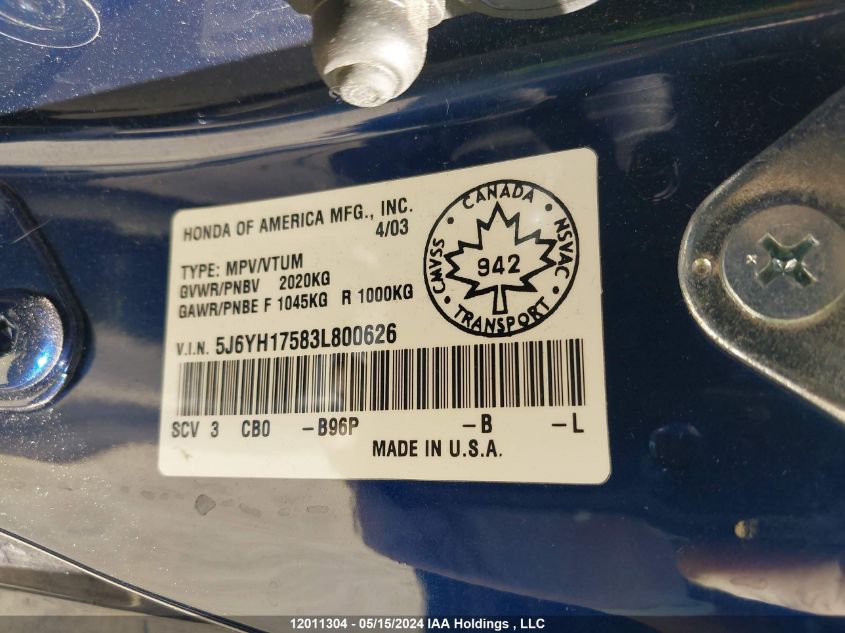 HONDA OF AMERICA MFG., INC.
4/03
TYPE: MPV/VTUM
GVWR/PNBV 2020KG
GAWR/PNBE F 1045KG R 1000KG
V.I.N. 5J6YH17583L800626
SCV 3 CB0 -B96P -B -L
MADE IN U.S.A.
CANADA
CMVSS 942 NSVAC
TRANSPORT
12011304 - 05/15/2024 IAA Holdings , LLC